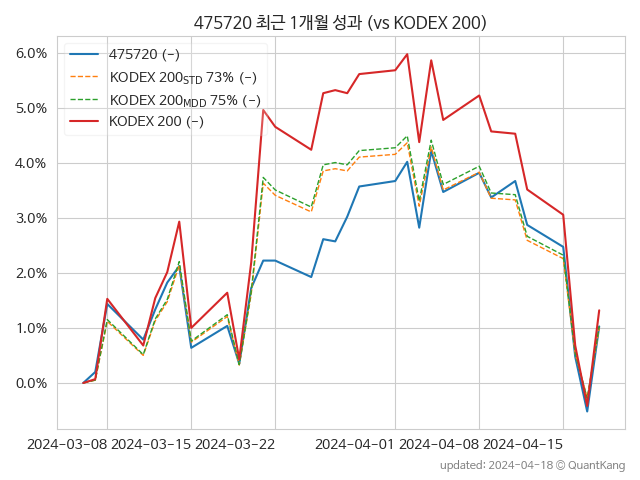 475720 최근 1개월 성과 (vs KODEX 200)
475720 (-)
KODEX 200STD 73% (-)
KODEX 200MDD 75% (-)
KODEX 200 (-)
6.0%
5.0%
4.0%
3.0%
2.0%
1.0%
0.0%
2024-03-08 2024-03-15 2024-03-22 2024-04-01 2024-04-08 2024-04-15
updated: 2024-04-18 © QuantKang